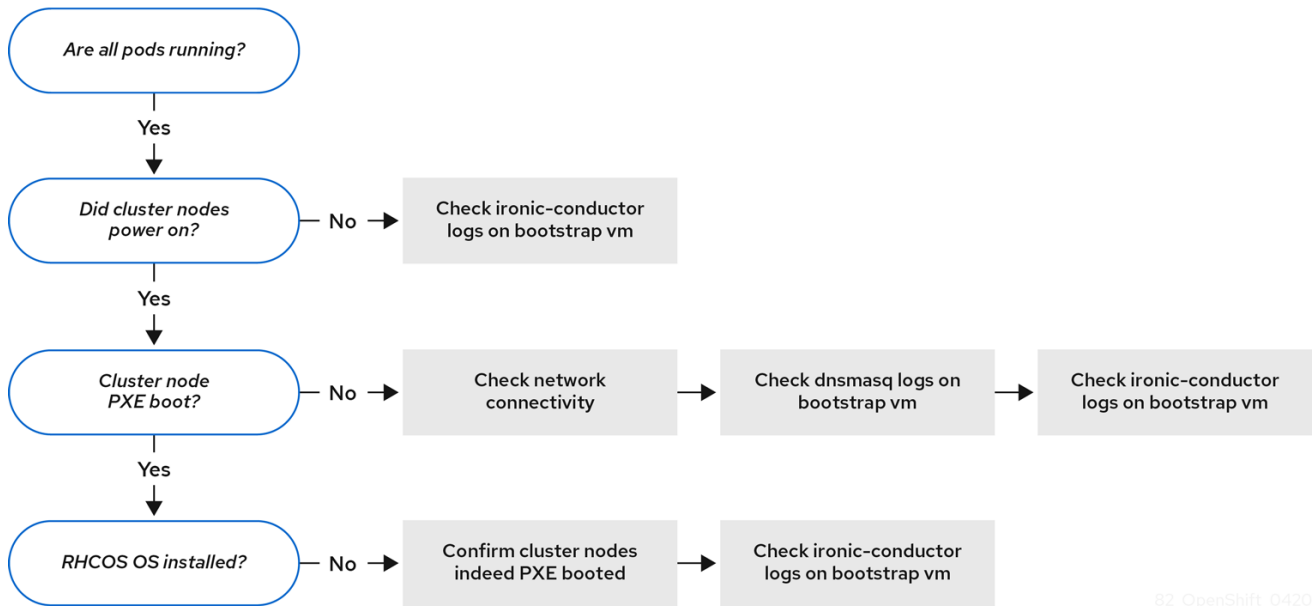 Are all pods running?
Yes
Did cluster nodes
power on?
No
Check ironic-conductor
logs on bootstrap vm
Yes
Cluster node
PXE boot?
No
Check network
connectivity
Check dnsmasq logs on
bootstrap vm
Check ironic-conductor
logs on bootstrap vm
Yes
RHCOS OS installed?
No
Confirm cluster nodes
indeed PXE booted
Check ironic-conductor
logs on bootstrap vm
82_OpenShift_0420